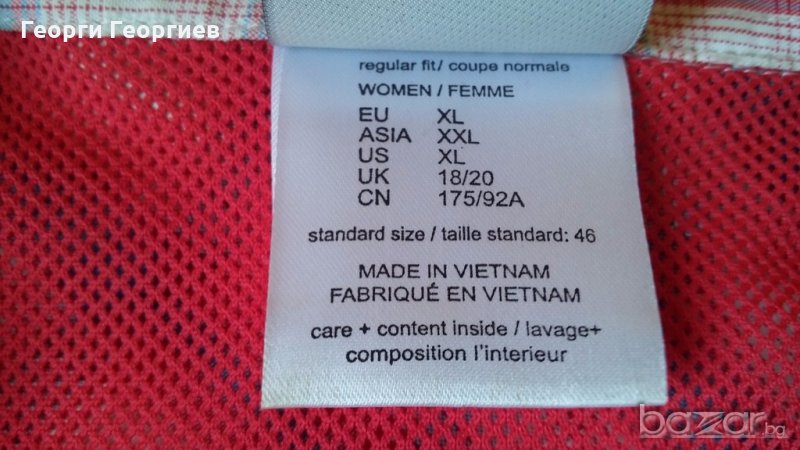 Георги Георгиев
regular fit/ coupe normale
WOMEN / FEMME
EU XL
ASIA XXL
US XL
UK 18/20
CN 175/92A
standard size / taille standard: 46
MADE IN VIETNAM
FABRIQUÉ EN VIETNAM
care + content inside / lavage+
composition l'interieur
bazar.bg